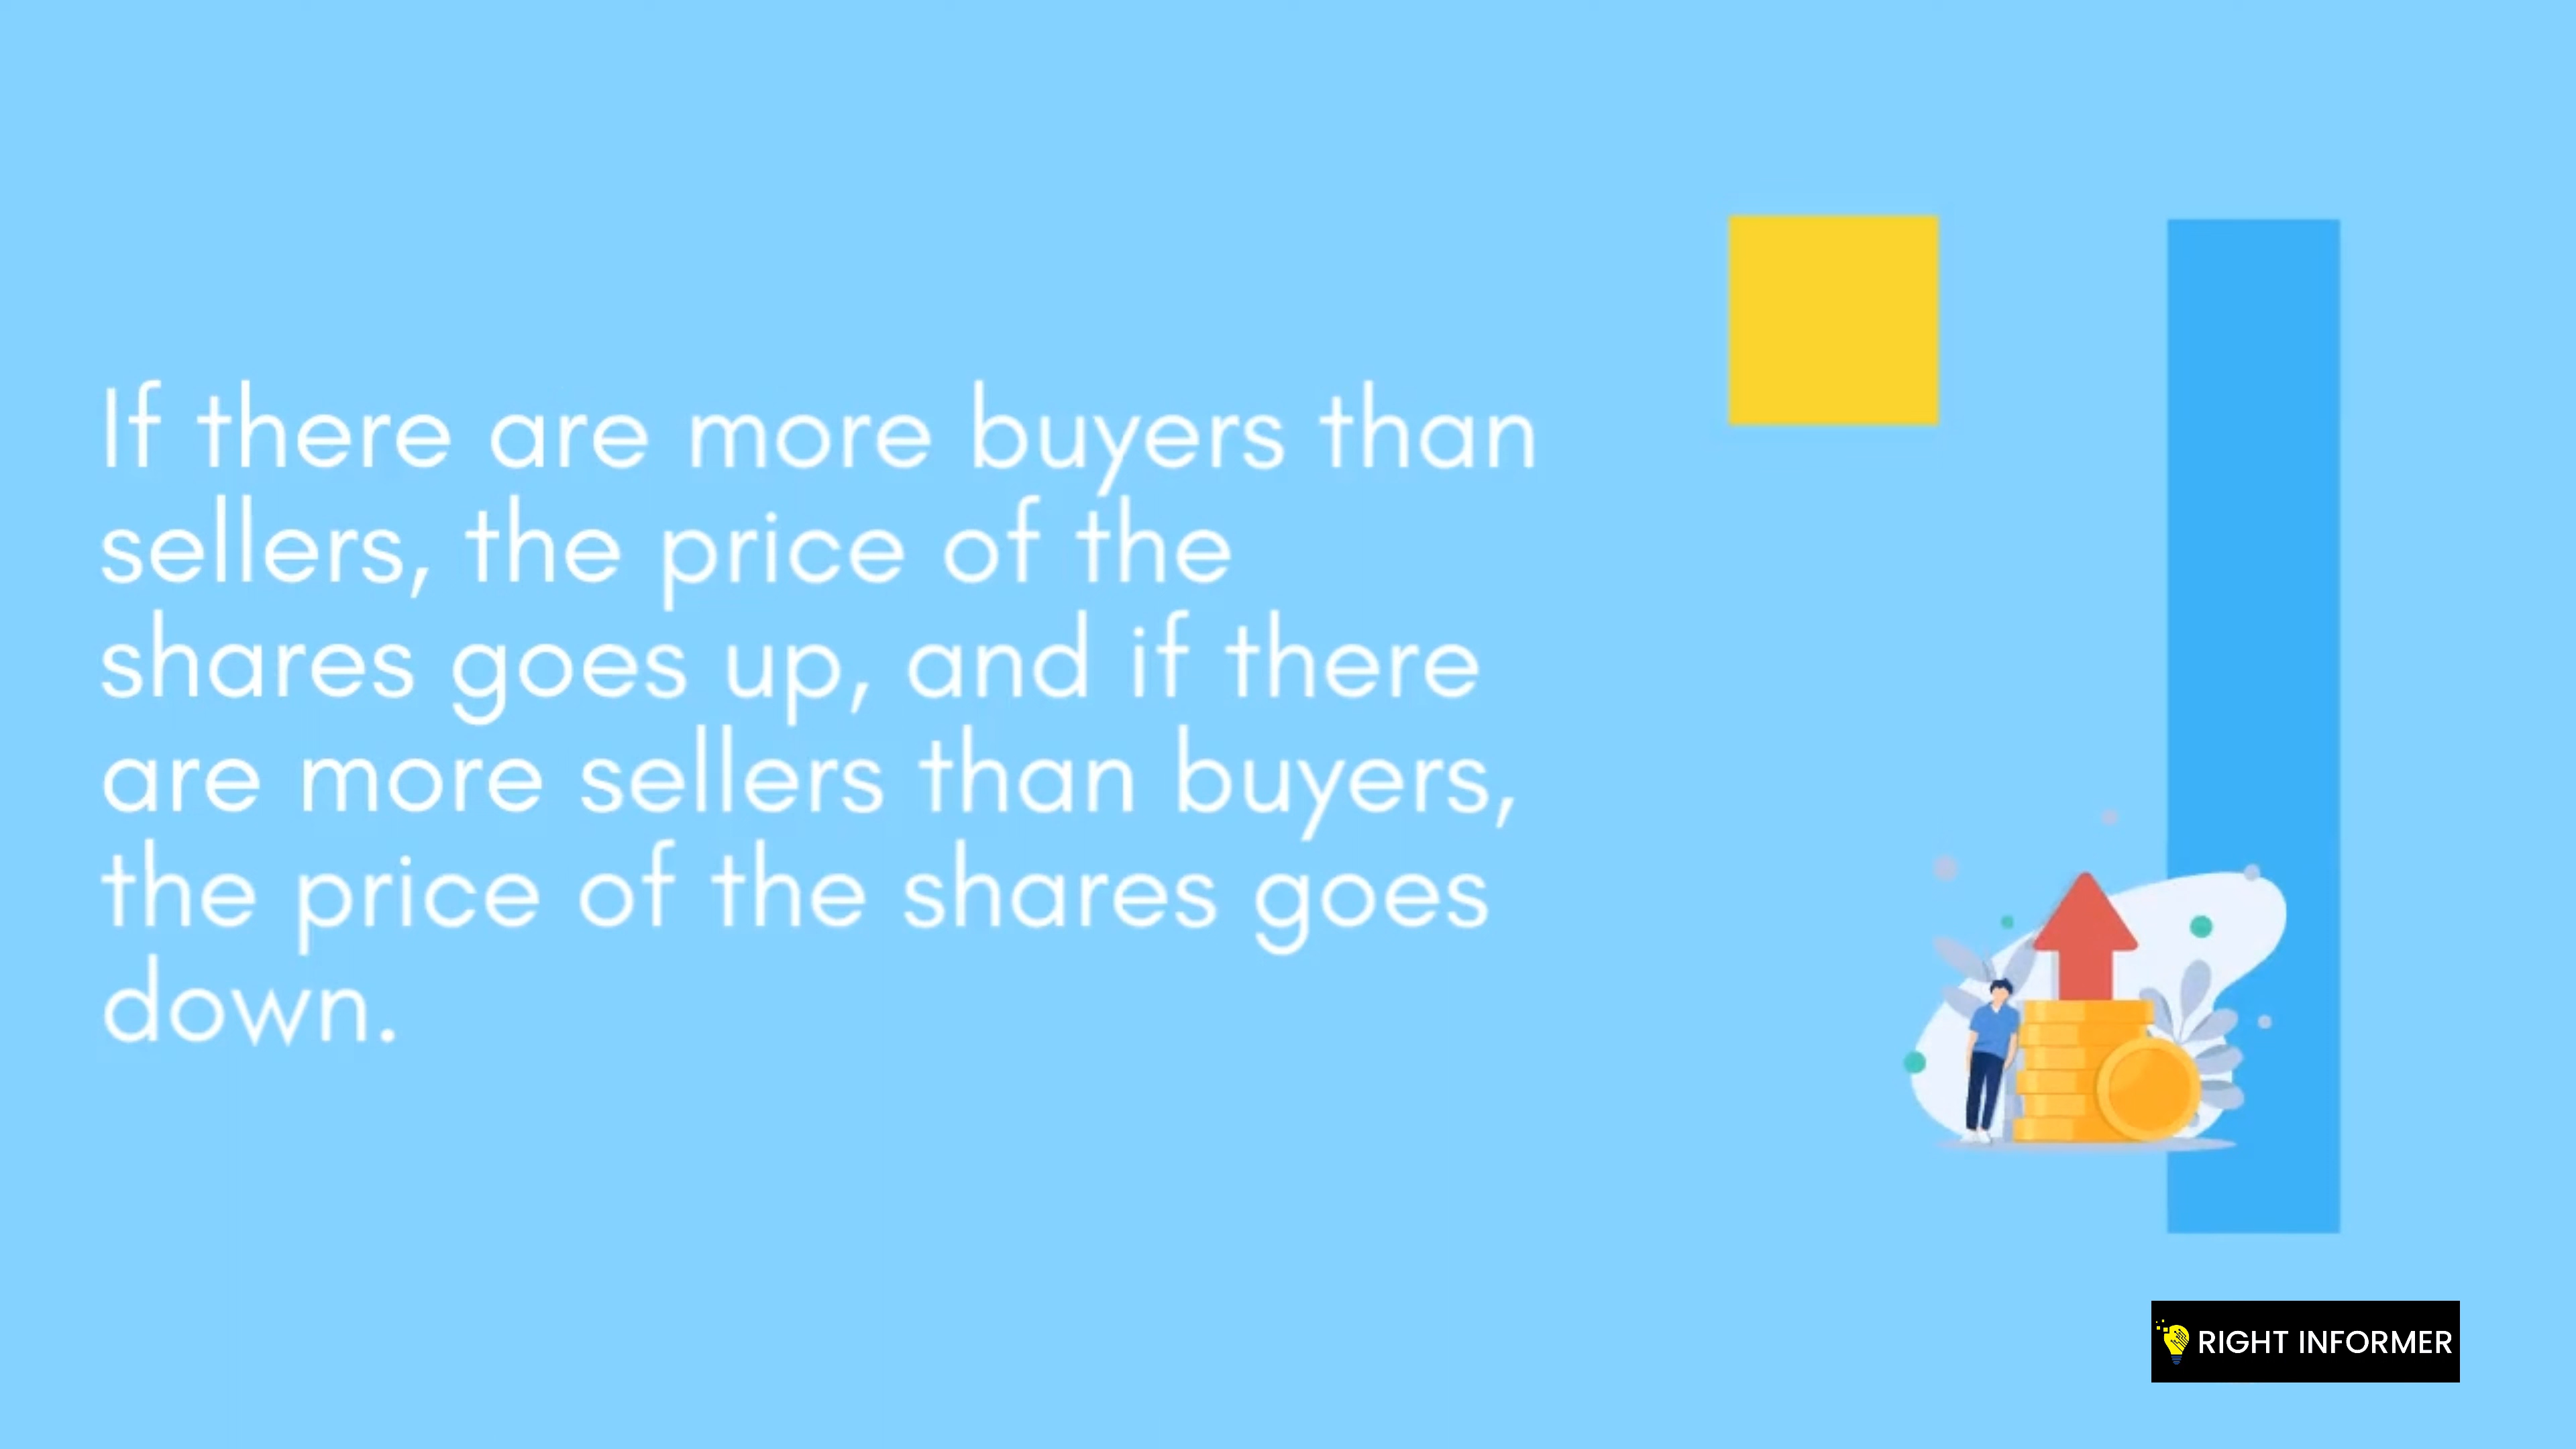 If there are more buyers than
sellers, the price of the
shares goes up, and if there
are more sellers than buyers,
the price of the shares goes
down.
RIGHT INFORMER